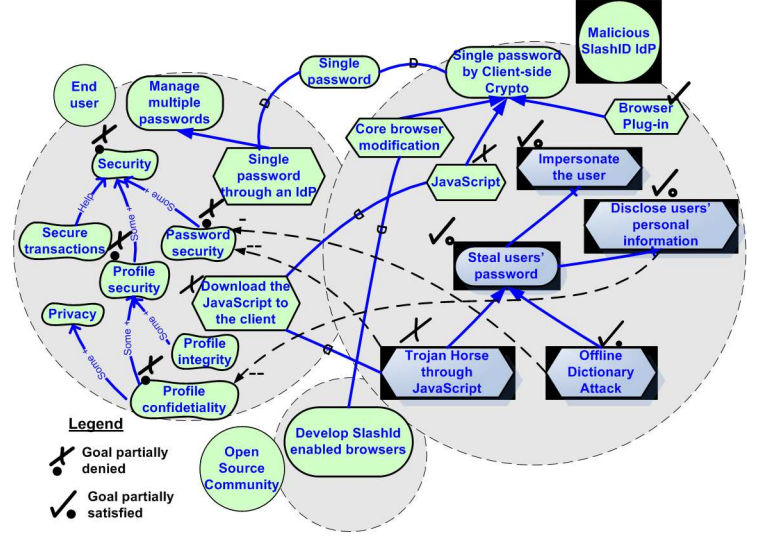 Malicious
SlashID IdP
End
user
Single
password
Single password
by Client-side
Crypto
Manage
multiple
passwords
Browser
Plug-in
Core browser
modification
Security
Single
password
through an IdP
JavaScript
Impersonate
the user
Help
Some +
Some +
Secure
transactions
Password
security
Disclose users’
personal
information
Steal users’
password
Profile
security
Download the
JavaScript to
the client
Privacy
Some +
Some +
Some +
Profile
integrity
Trojan Horse
through
JavaScript
Offline
Dictionary
Attack
Profile
confidetiality
Legend
Goal partially
denied
Goal partially
satisfied
Open
Source
Community
Develop SlashId
enabled browsers
D
D
D
D
D
D
-
---
--